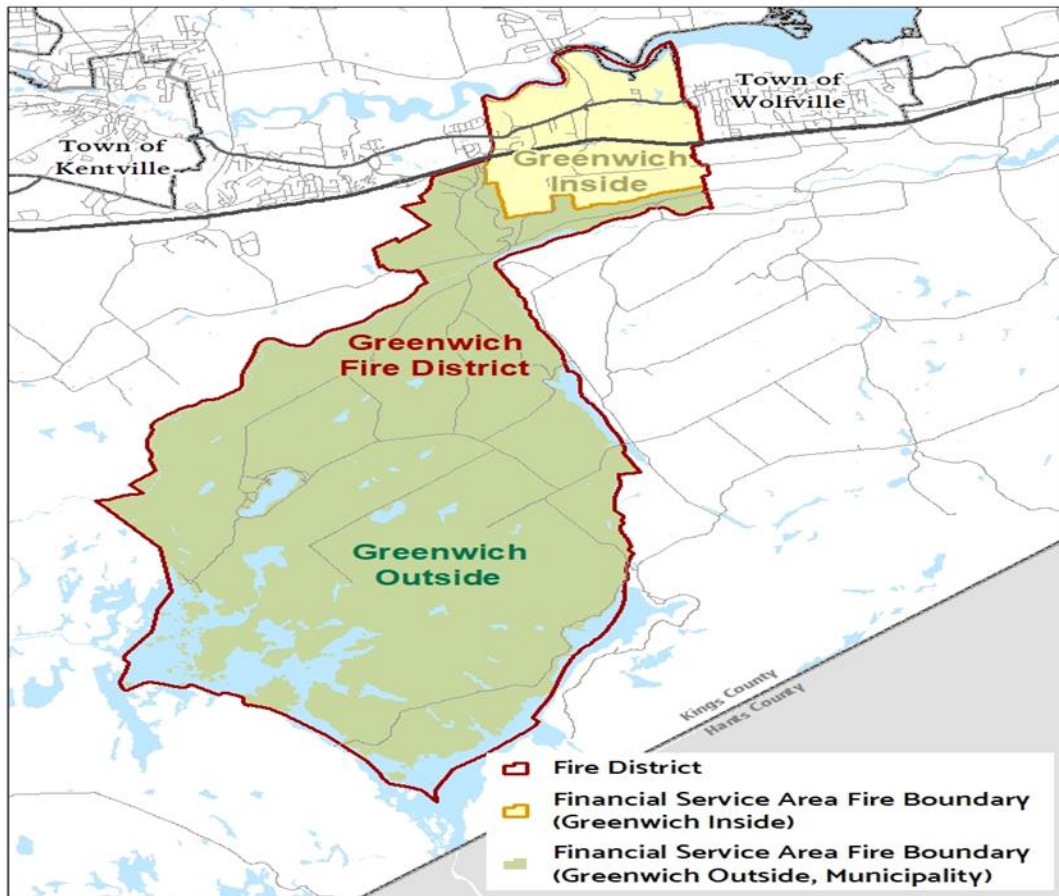 Town of
Wolfville
Town of
Kentville
Greenwich
Inside
Greenwich
Fire District
Greenwich
Outside
Kings County
Hants County
Fire District
Financial Service Area Fire Boundary
(Greenwich Inside)
Financial Service Area Fire Boundary
(Greenwich Outside, Municipality)